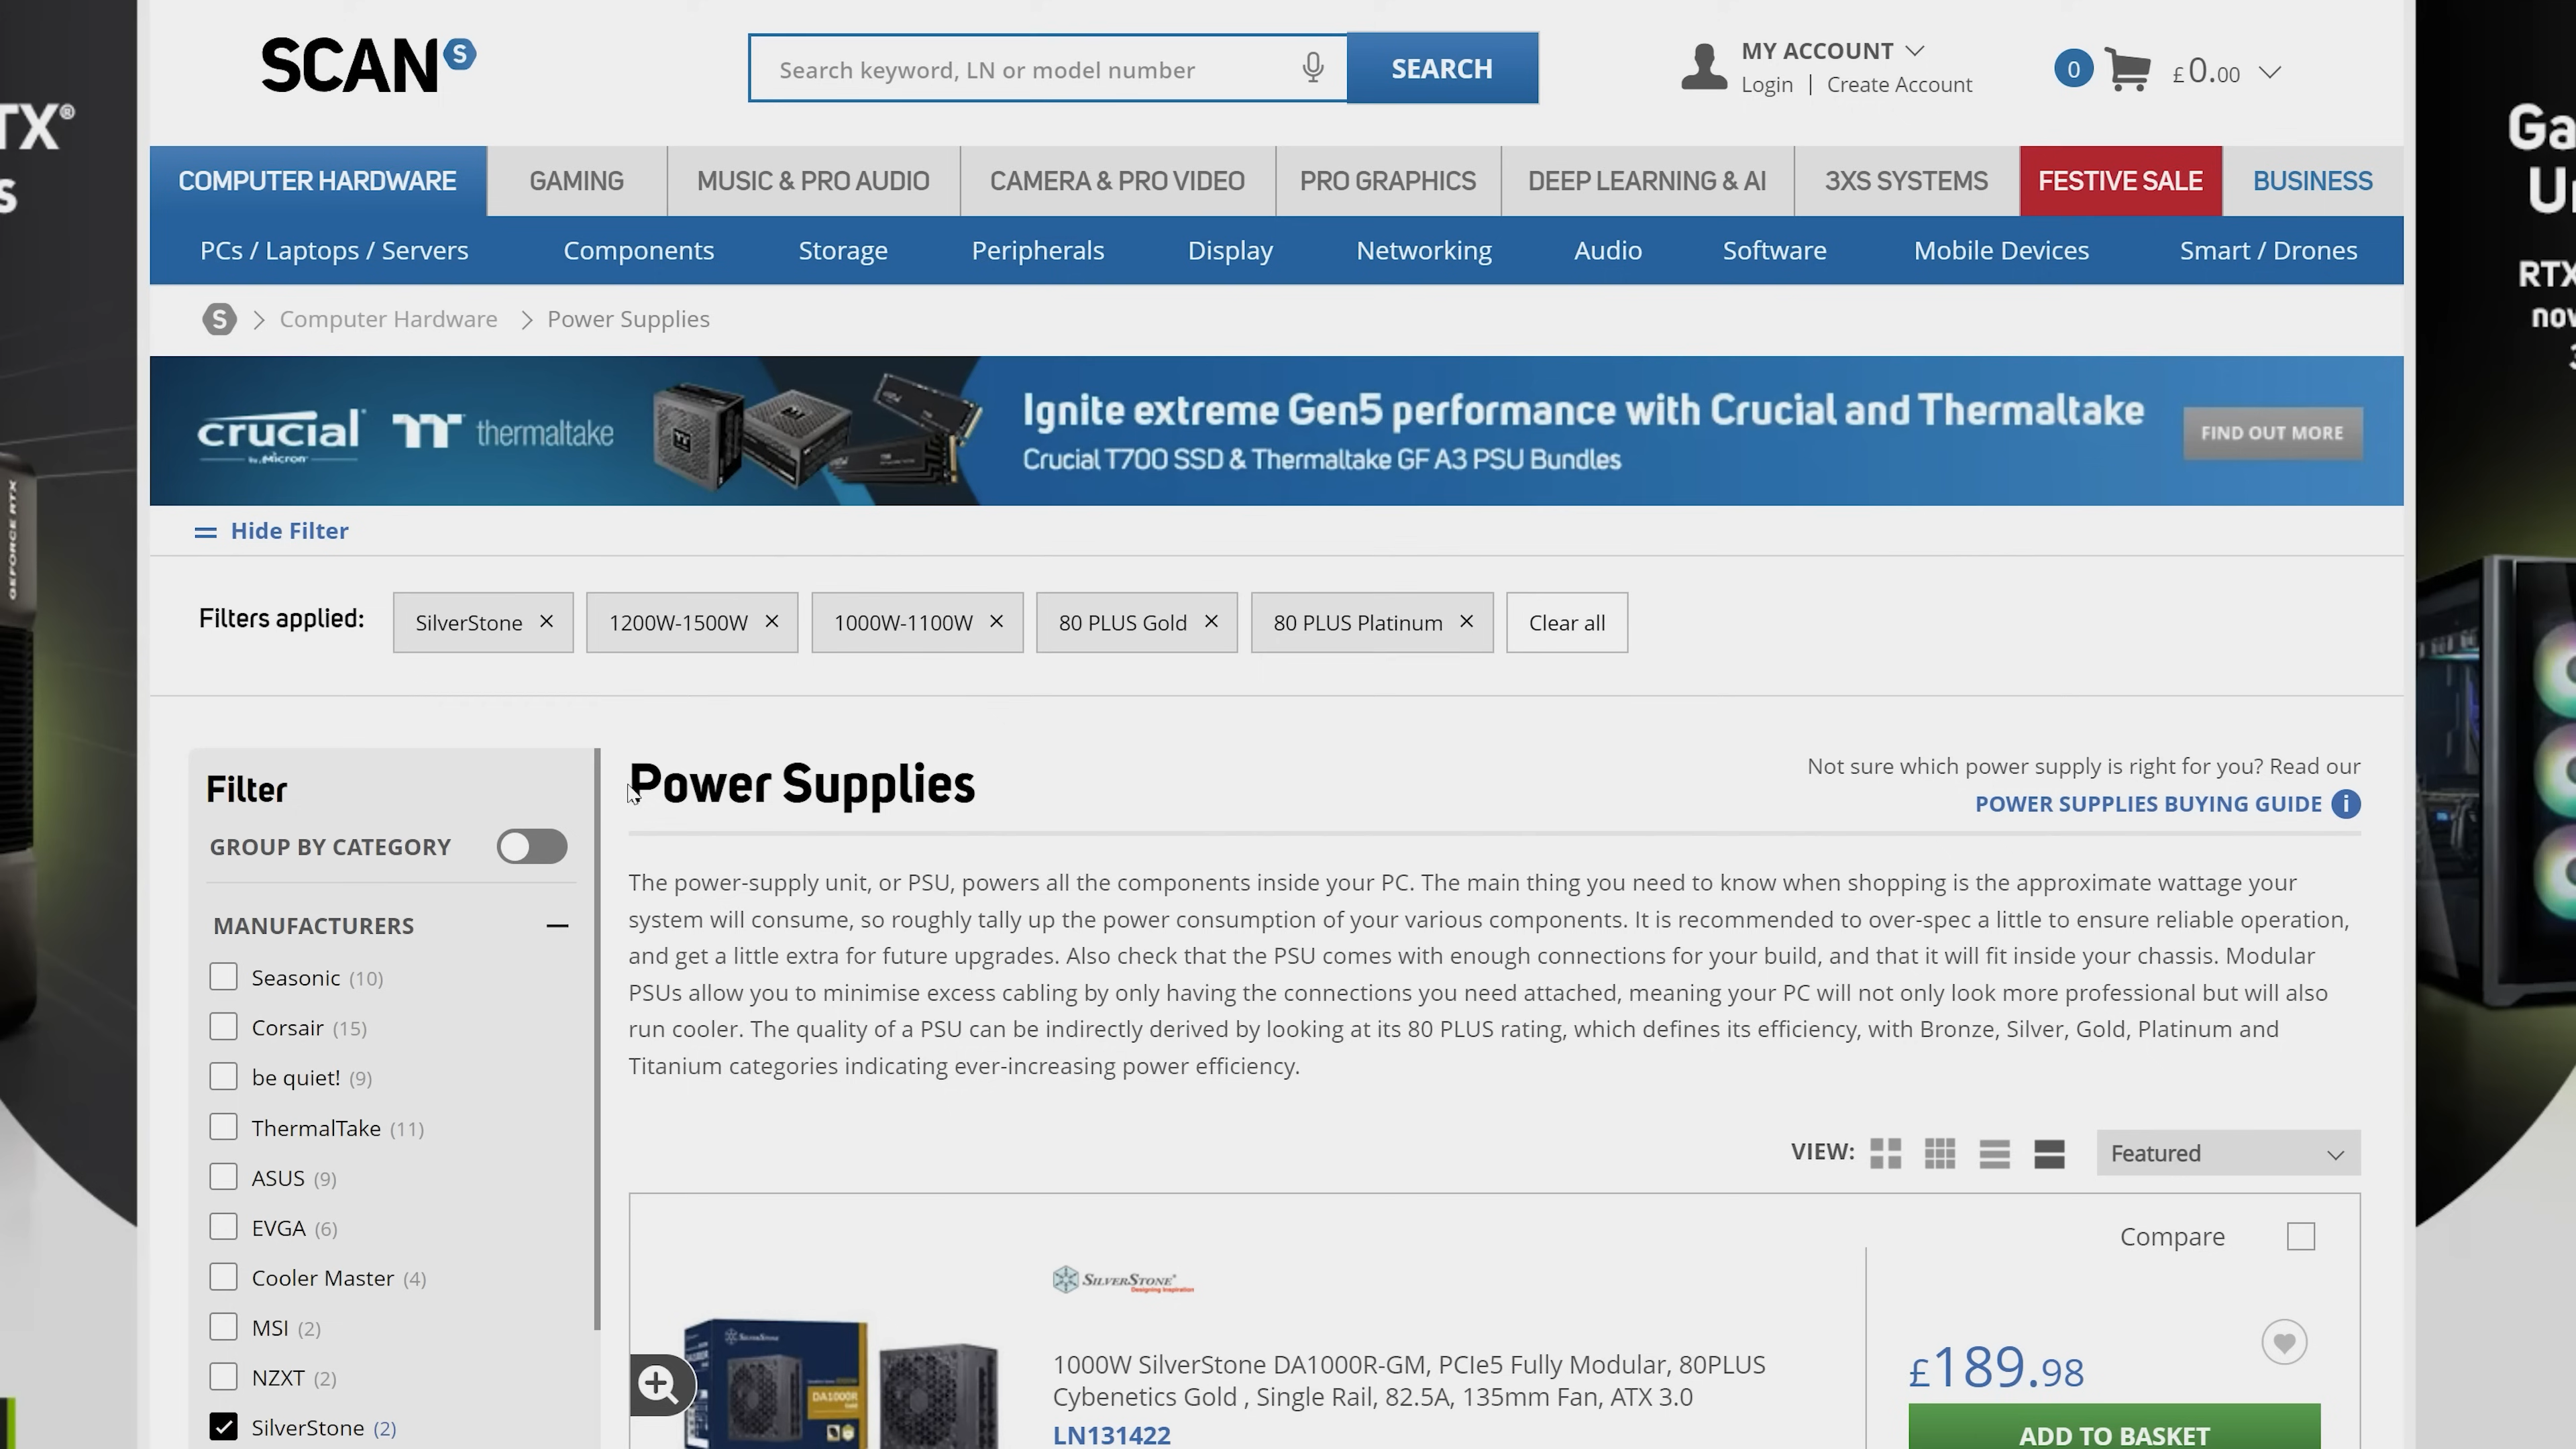 SCAN S
Search keyword, LN or model number
SEARCH
MY ACCOUNT
Login | Create Account
0
£0.00
COMPUTER HARDWARE
GAMING
MUSIC & PRO AUDIO
CAMERA & PRO VIDEO
PRO GRAPHICS
DEEP LEARNING & AI
3XS SYSTEMS
FESTIVE SALE
BUSINESS
PCs / Laptops / Servers
Components
Storage
Peripherals
Display
Networking
Audio
Software
Mobile Devices
Smart / Drones
S > Computer Hardware > Power Supplies
crucial
by Micron
thermaltake
Ignite extreme Gen5 performance with Crucial and Thermaltake
Crucial T700 SSD & Thermaltake GF A3 PSU Bundles
FIND OUT MORE
Hide Filter
Filters applied:
SilverStone ×
1200W-1500W ×
1000W-1100W ×
80 PLUS Gold ×
80 PLUS Platinum ×
Clear all
Filter
GROUP BY CATEGORY
MANUFACTURERS
Seasonic (10)
Corsair (15)
be quiet! (9)
ThermalTake (11)
ASUS (9)
EVGA (6)
Cooler Master (4)
MSI (2)
NZXT (2)
SilverStone (2)
Power Supplies
Not sure which power supply is right for you? Read our
POWER SUPPLIES BUYING GUIDE i
The power-supply unit, or PSU, powers all the components inside your PC. The main thing you need to know when shopping is the approximate wattage your
system will consume, so roughly tally up the power consumption of your various components. It is recommended to over-spec a little to ensure reliable operation,
and get a little extra for future upgrades. Also check that the PSU comes with enough connections for your build, and that it will fit inside your chassis. Modular
PSUs allow you to minimise excess cabling by only having the connections you need attached, meaning your PC will not only look more professional but will also
run cooler. The quality of a PSU can be indirectly derived by looking at its 80 PLUS rating, which defines its efficiency, with Bronze, Silver, Gold, Platinum and
Titanium categories indicating ever-increasing power efficiency.
VIEW:
Featured
Compare
SILVERSTONE
Designing Inspiration
SILVERSTONE
DA1000R
1000W SilverStone DA1000R-GM, PCIe5 Fully Modular, 80PLUS
Cybenetics Gold , Single Rail, 82.5A, 135mm Fan, ATX 3.0
LN131422
£189.98
ADD TO BASKET
TX®
s
GEFORCE RTX
Ga
RTX